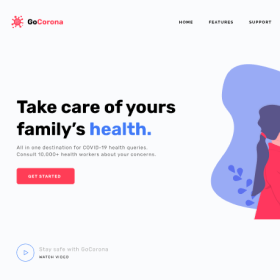 GoCorona
HOME FEATURES SUPPORT
Take care of yours
family's health.
All in one destination for COVID-19 health queries.
Consult 10,000+ health workers about your concerns.
GET STARTED
Stay safe with GoCorona
WATCH VIDEO